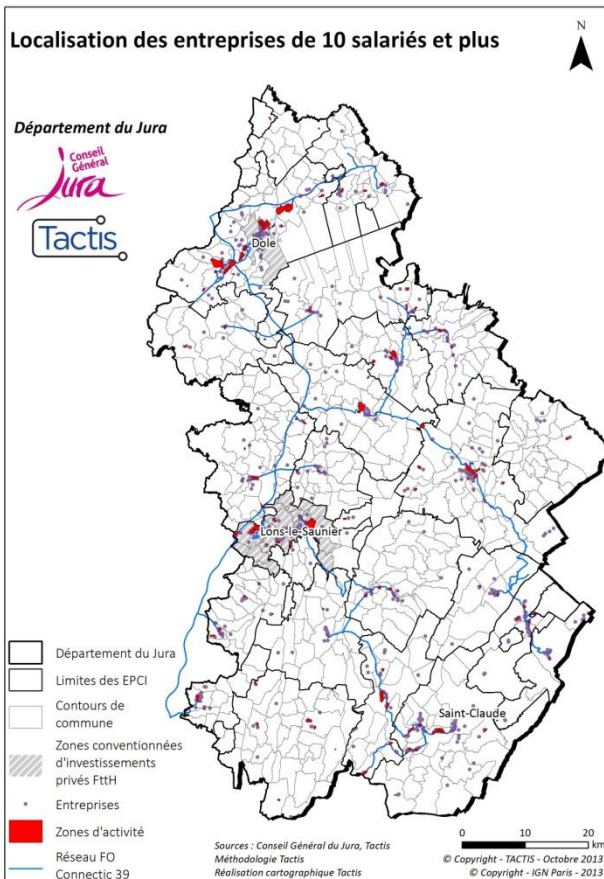 Localisation des entreprises de 10 salariés et plus
N
Département du Jura
Conseil
Général
Jura
Tactis
Dole
Lons-le-Saunier
Saint-Claude
Département du Jura
Limites des EPCI
Contours de
commune
Zones conventionnées
d'investissements
privés FttH
Entreprises
Zones d'activité
Réseau FO
Connectic 39
Sources : Conseil Général du Jura, Tactis
Méthodologie Tactis
Réalisation cartographique Tactis
0 10 20
km
© Copyright - TACTIS - Octobre 2013
© Copyright - IGN Paris - 2013